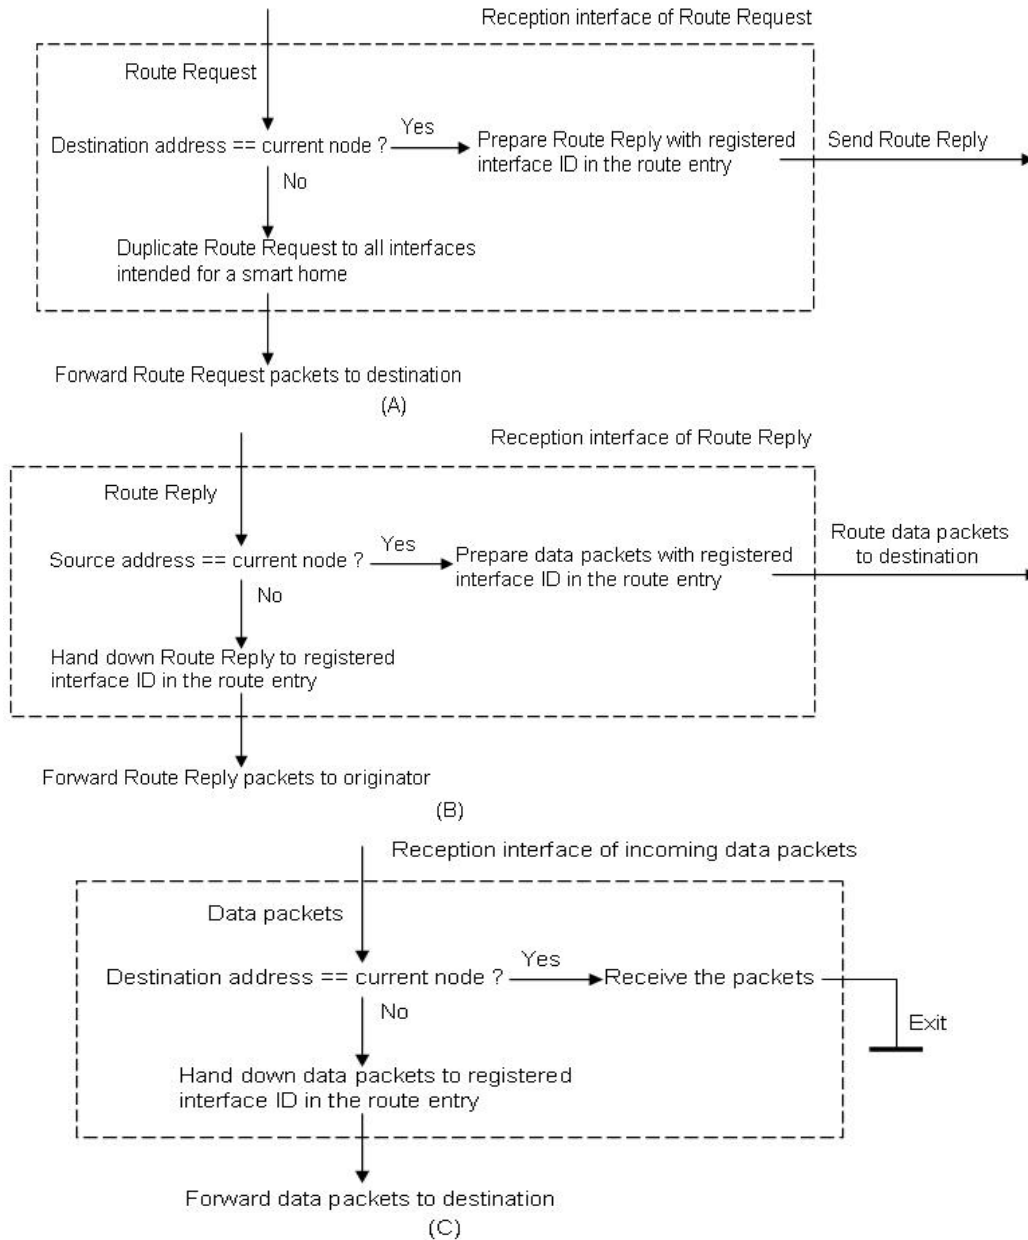 Reception interface of Route Request
Route Request
Destination address == current node ?
Yes
Prepare Route Reply with registered
interface ID in the route entry
Send Route Reply
No
Duplicate Route Request to all interfaces
intended for a smart home
Forward Route Request packets to destination
(A)
Reception interface of Route Reply
Route Reply
Source address == current node ?
Yes
Prepare data packets with registered
interface ID in the route entry
Route data packets
to destination
No
Hand down Route Reply to registered
interface ID in the route entry
Forward Route Reply packets to originator
(B)
Reception interface of incoming data packets
Data packets
Destination address == current node ?
Yes
Receive the packets
Exit
No
Hand down data packets to registered
interface ID in the route entry
Forward data packets to destination
(C)